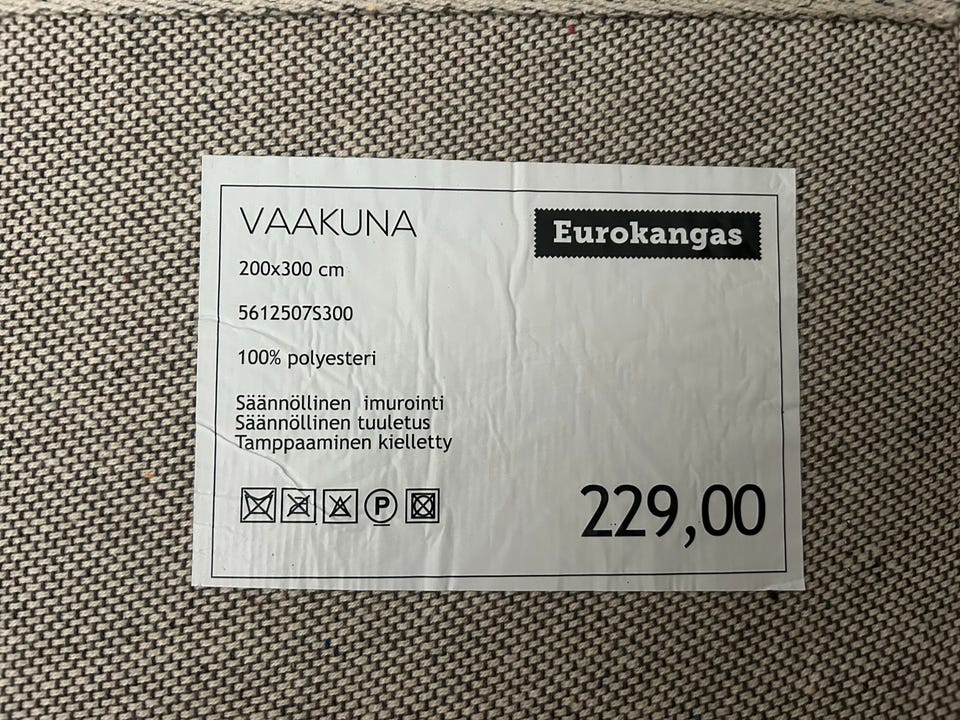 VAAKUNA
Eurokangas
200x300 cm
5612507S300
100% polyesteri
Säännöllinen imurointi
Säännöllinen tuuletus
Tamppaaminen kielletty
P
229,00